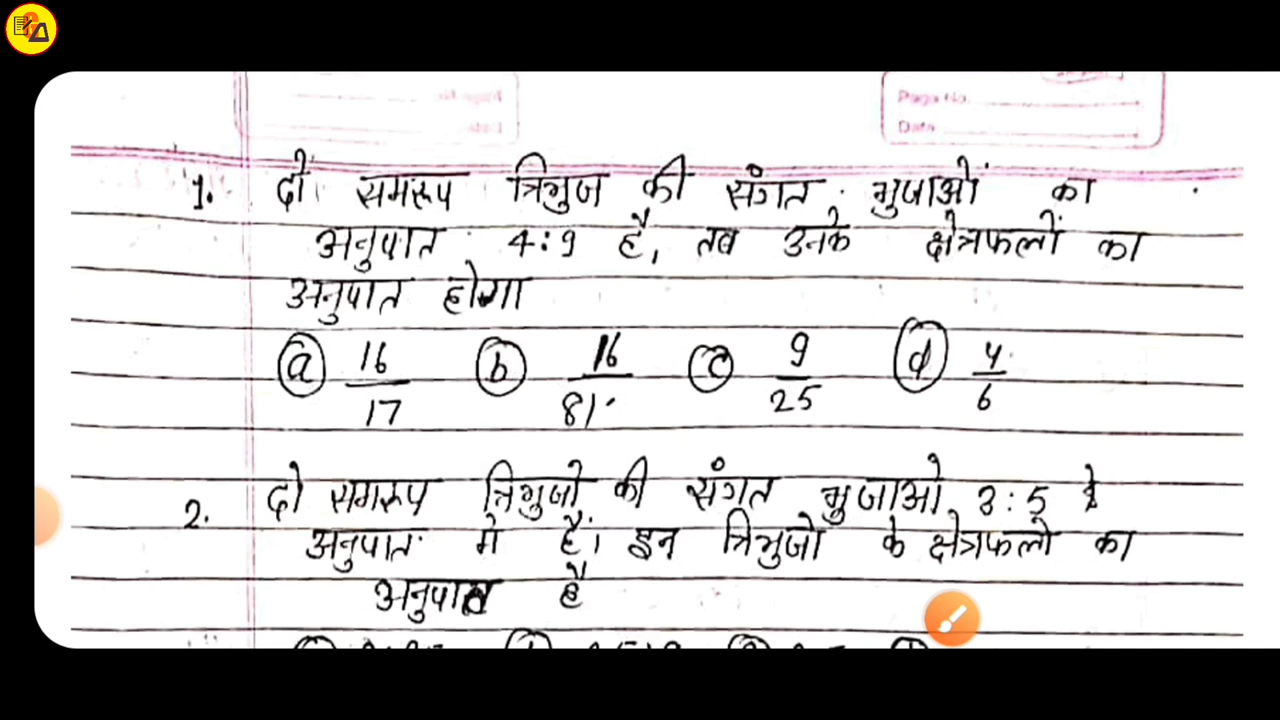 Page No.
Date
1. दो समरूप त्रिभुज की संगत भुजाओं का
अनुपात 4:9 है, तब उनके क्षेत्रफलों का
अनुपात होगा
(a) 16/17 (b) 16/81 (c) 9/25 (d) 4/6
2. दो समरूप त्रिभुजो की संगत भुजाओ 3:5
अनुपात मे हैं। इन त्रिभुजो के क्षेत्रफलो का
अनुपात है